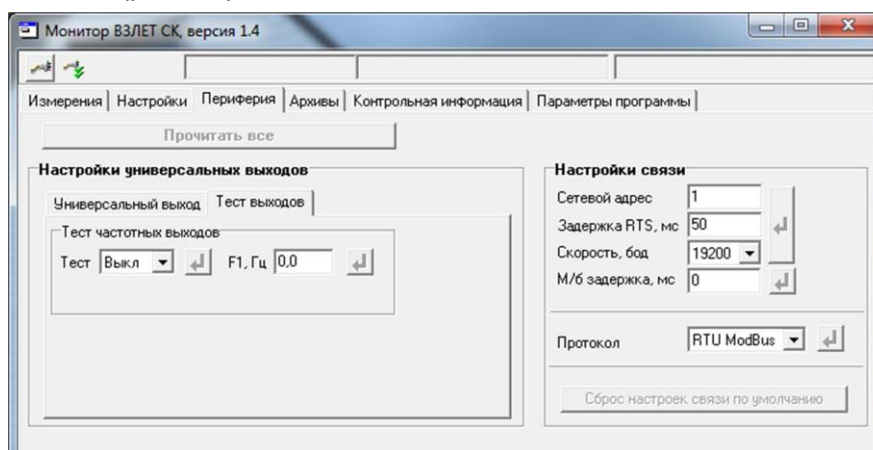 Монитор ВЗЛЕТ СК, версия 1.4
Измерения Настройки Периферия Архивы Контрольная информация Параметры программы
Прочитать все
Настройки универсальных выходов
Универсальный выход Тест выходов
Тест частотных выходов
Тест Выкл F1, Гц 0,0
Настройки связи
Сетевой адрес 1
Задержка RTS, мс 50
Скорость, бод 19200
М/б задержка, мс 0
Протокол RTU ModBus
Сброс настроек связи по умолчанию